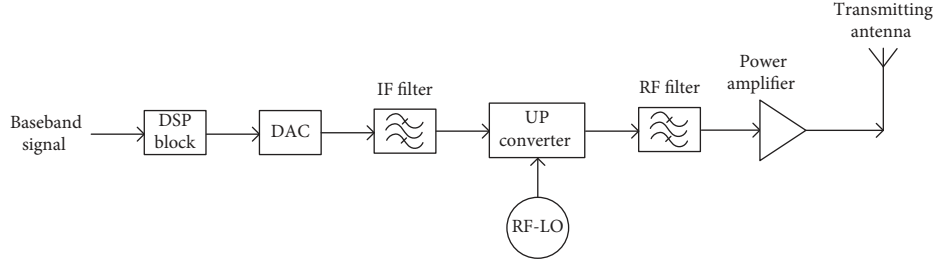 Baseband
signal
DSP
block
DAC
IF filter
UP
converter
RF-LO
RF filter
Power
amplifier
Transmitting
antenna